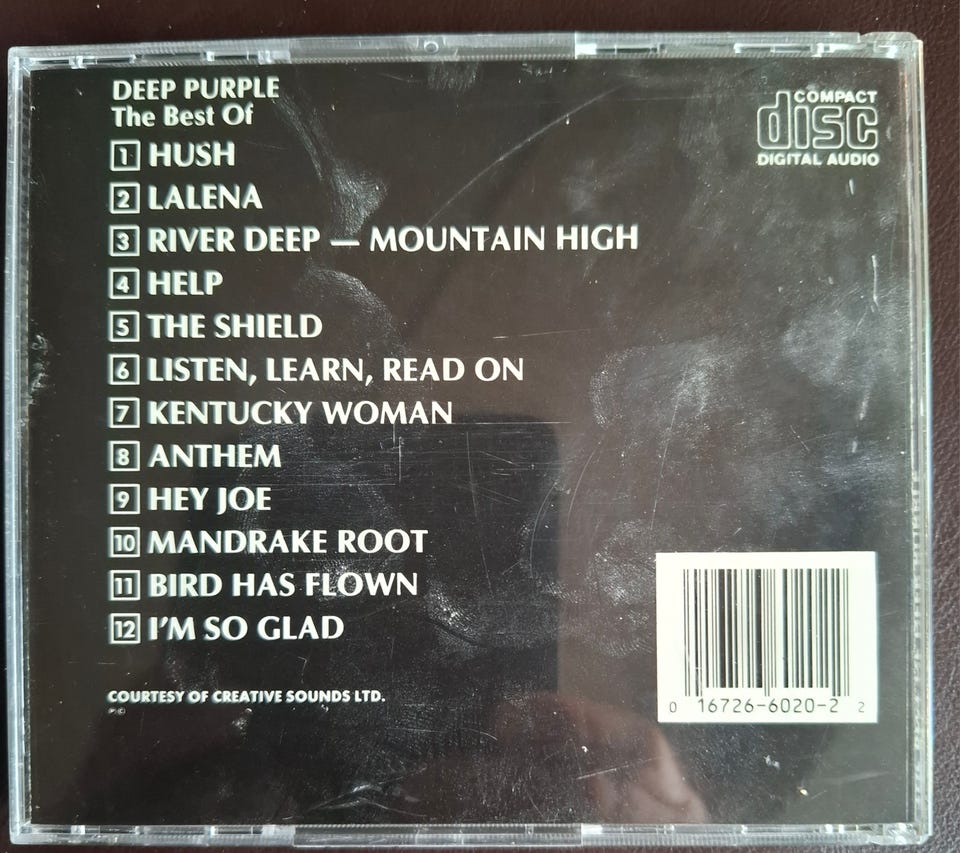 DEEP PURPLE
The Best Of
COMPACT
disc
DIGITAL AUDIO
1 HUSH
2 LALENA
3 RIVER DEEP — MOUNTAIN HIGH
4 HELP
5 THE SHIELD
6 LISTEN, LEARN, READ ON
7 KENTUCKY WOMAN
8 ANTHEM
9 HEY JOE
10 MANDRAKE ROOT
11 BIRD HAS FLOWN
12 I'M SO GLAD
COURTESY OF CREATIVE SOUNDS LTD.
0 16726-6020-2 2